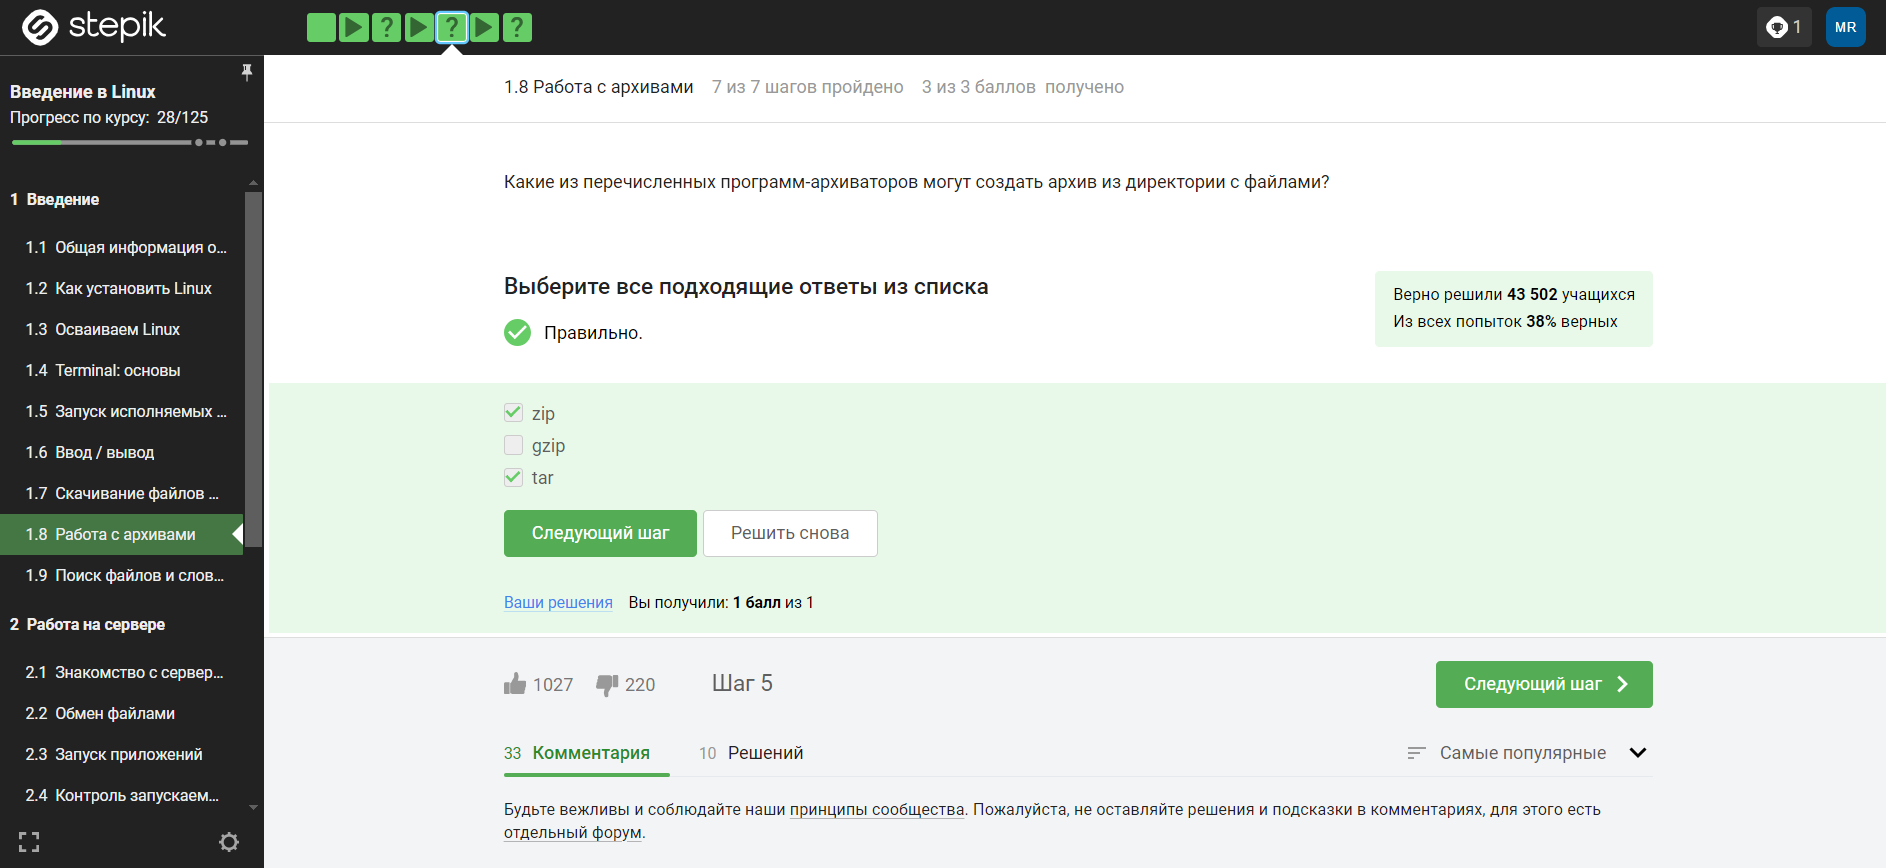 stepik
?
?
?
1
MR
Введение в Linux
Прогресс по курсу: 28/125
1 Введение
1.1 Общая информация о...
1.2 Как установить Linux
1.3 Осваиваем Linux
1.4 Terminal: основы
1.5 Запуск исполняемых ...
1.6 Ввод / вывод
1.7 Скачивание файлов ...
1.8 Работа с архивами
1.9 Поиск файлов и слов...
2 Работа на сервере
2.1 Знакомство с сервер...
2.2 Обмен файлами
2.3 Запуск приложений
2.4 Контроль запускаем...
1.8 Работа с архивами 7 из 7 шагов пройдено 3 из 3 баллов получено
Какие из перечисленных программ-архиваторов могут создать архив из директории с файлами?
Выберите все подходящие ответы из списка
Правильно.
Верно решили 43 502 учащихся
Из всех попыток 38% верных
zip
gzip
tar
Следующий шаг
Решить снова
Ваши решения Вы получили: 1 балл из 1
1027
220
Шаг 5
Следующий шаг
33 Комментария
10 Решений
Самые популярные
Будьте вежливы и соблюдайте наши принципы сообщества. Пожалуйста, не оставляйте решения и подсказки в комментариях, для этого есть
отдельный форум.